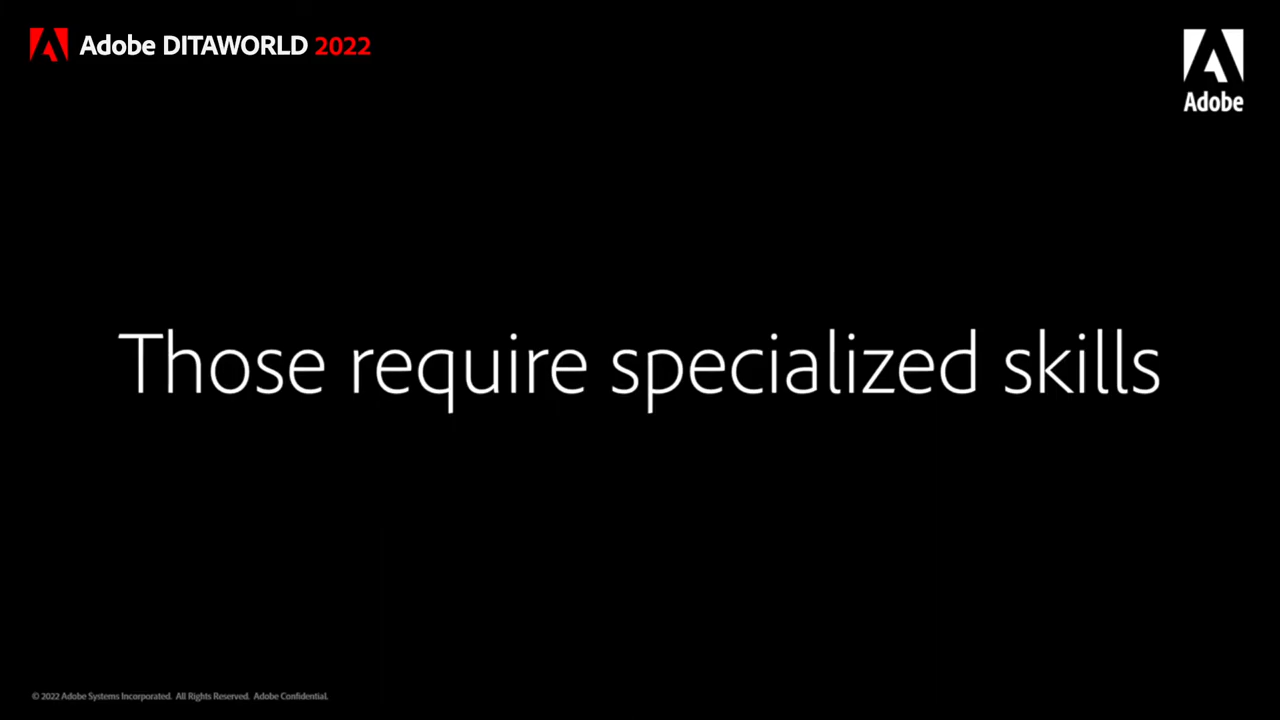 Adobe DITAWORLD 2022
Adobe
Those require specialized skills
© 2022 Adobe Systems Incorporated. All Rights Reserved. Adobe Confidential.